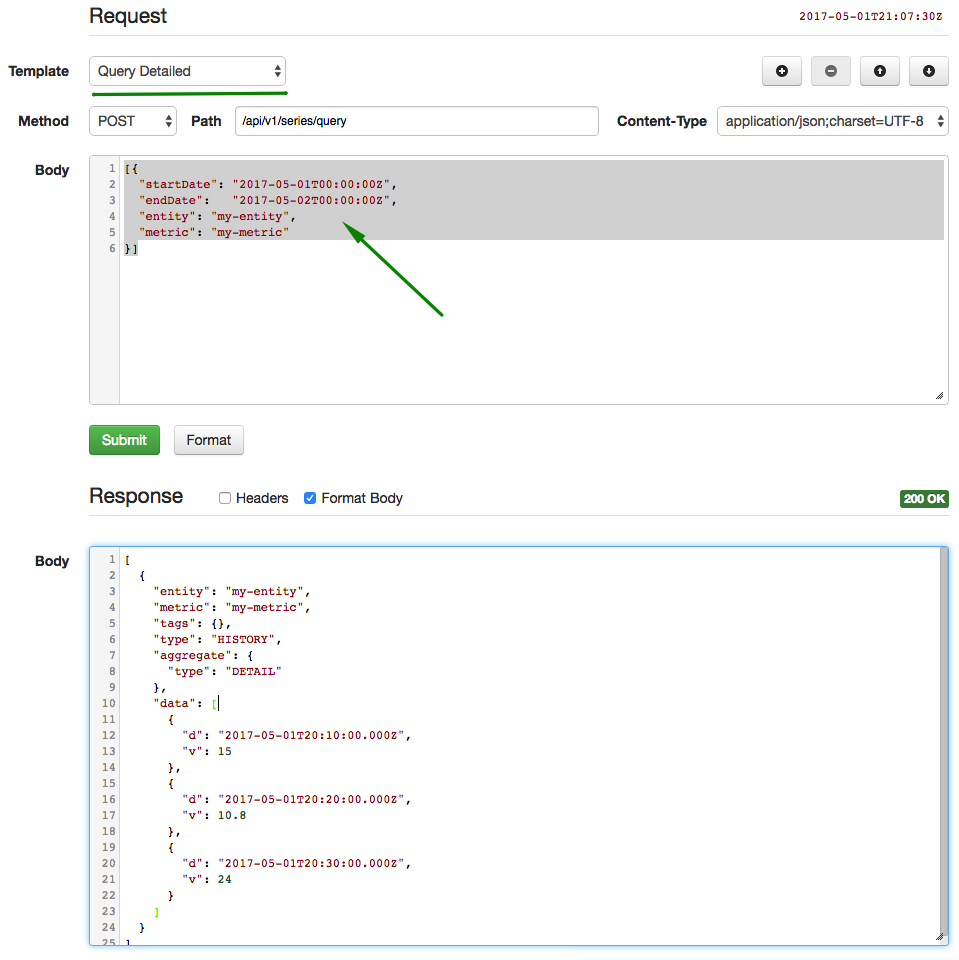 Request 2017-05-01T21:07:30Z
Template Query Detailed
Method POST Path /api/v1/series/query Content-Type application/json;charset=UTF-8
Body
1 [{
2   "startDate": "2017-05-01T00:00:00Z",
3   "endDate":   "2017-05-02T00:00:00Z",
4   "entity": "my-entity",
5   "metric": "my-metric"
6 }]
Submit Format
Response Headers Format Body 200 OK
Body
1 [
2   {
3     "entity": "my-entity",
4     "metric": "my-metric",
5     "tags": {},
6     "type": "HISTORY",
7     "aggregate": {
8       "type": "DETAIL"
9     },
10     "data": [
11       {
12         "d": "2017-05-01T20:10:00.000Z",
13         "v": 15
14       },
15       {
16         "d": "2017-05-01T20:20:00.000Z",
17         "v": 10.8
18       },
19       {
20         "d": "2017-05-01T20:30:00.000Z",
21         "v": 24
22       }
23     ]
24   }
25 ]